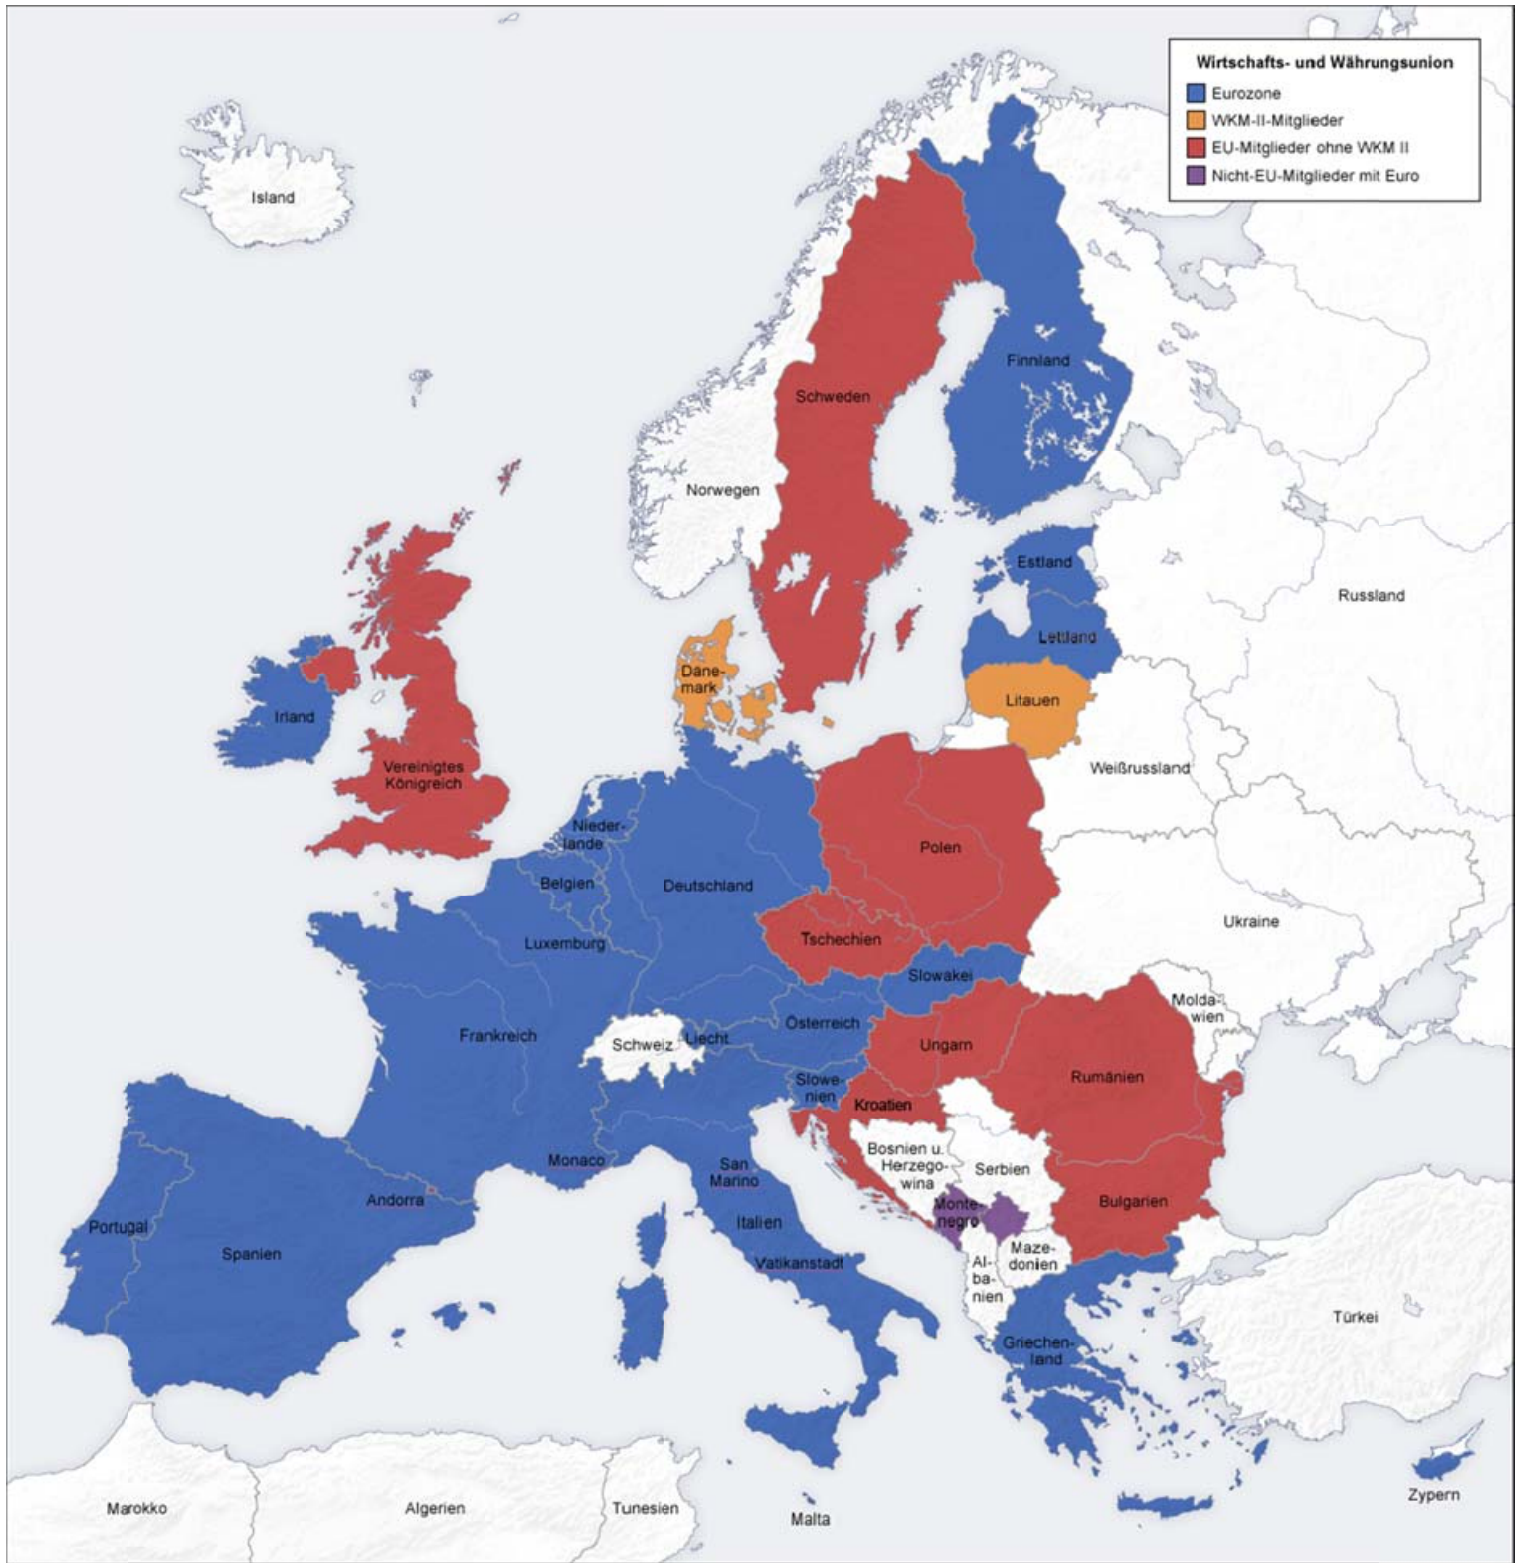 Wirtschafts- und Währungsunion
Eurozone
WKM-II-Mitglieder
EU-Mitglieder ohne WKM II
Nicht-EU-Mitglieder mit Euro
Island
Finnland
Schweden
Norwegen
Estland
Russland
Lettland
Däne-
mark
Litauen
Irland
Vereinigtes
Königreich
Weißrussland
Nieder-
lande
Polen
Belgien
Deutschland
Ukraine
Tschechien
Luxemburg
Slowakei
Molda-
wien
Österreich
Frankreich
Schweiz
Liecht.
Ungarn
Rumänien
Slowe-
nien
Kroatien
Bosnien u.
Herzego-
wina
Monaco
San
Marino
Serbien
Andorra
Bulgarien
Monte-
negro
Portugal
Italien
Spanien
Vatikanstadt
Maze-
donien
Al-
ba-
nien
Türkei
Griechen-
land
Zypern
Marokko
Algerien
Tunesien
Malta